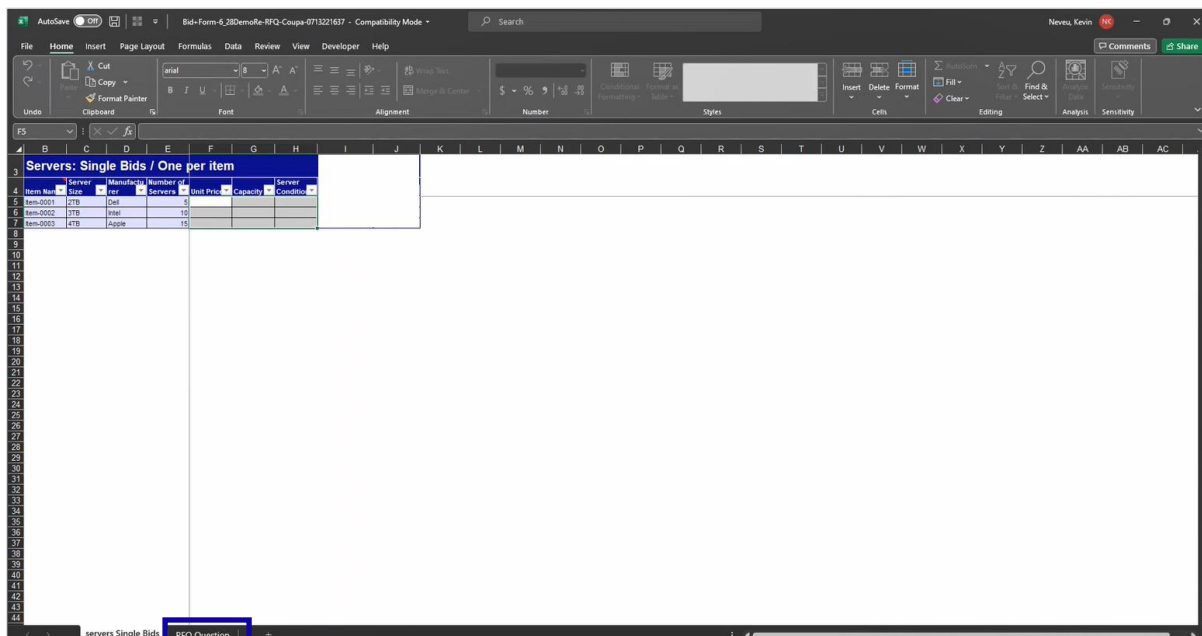 AutoSave Off Bid+Form-6_28DemoRe-RFQ-Coupa-0713221637 - Compatibility Mode Search Neveu, Kevin NK
File Home Insert Page Layout Formulas Data Review View Developer Help Comments Share
Cut
Copy
Format Painter
Paste
arial 8
B I U
Wrap Text
Merge & Center
$ % 9
Conditional Formatting
Format as Table
Insert Delete Format
AutoSum
Fill
Clear
Sort & Filter
Find & Select
Analyze Data
Sensitivity
Undo Clipboard Font Alignment Number Styles Cells Editing Analysis Sensitivity
F5 fx
B C D E F G H I J K L M N O P Q R S T U V W X Y Z AA AB AC
3 Servers: Single Bids / One per item
4 Item Nam Server Size Manufactu rer Number of Servers Unit Price Capacity Server Condition
5 Item-0001 2TB Dell 5
6 Item-0002 3TB Intel 10
7 Item-0003 4TB Apple 15
8
9
10
11
12
13
14
15
16
17
18
19
20
21
22
23
24
25
26
27
28
29
30
31
32
33
34
35
36
37
38
39
40
41
42
43
44
servers Single Bids RFQ Question +